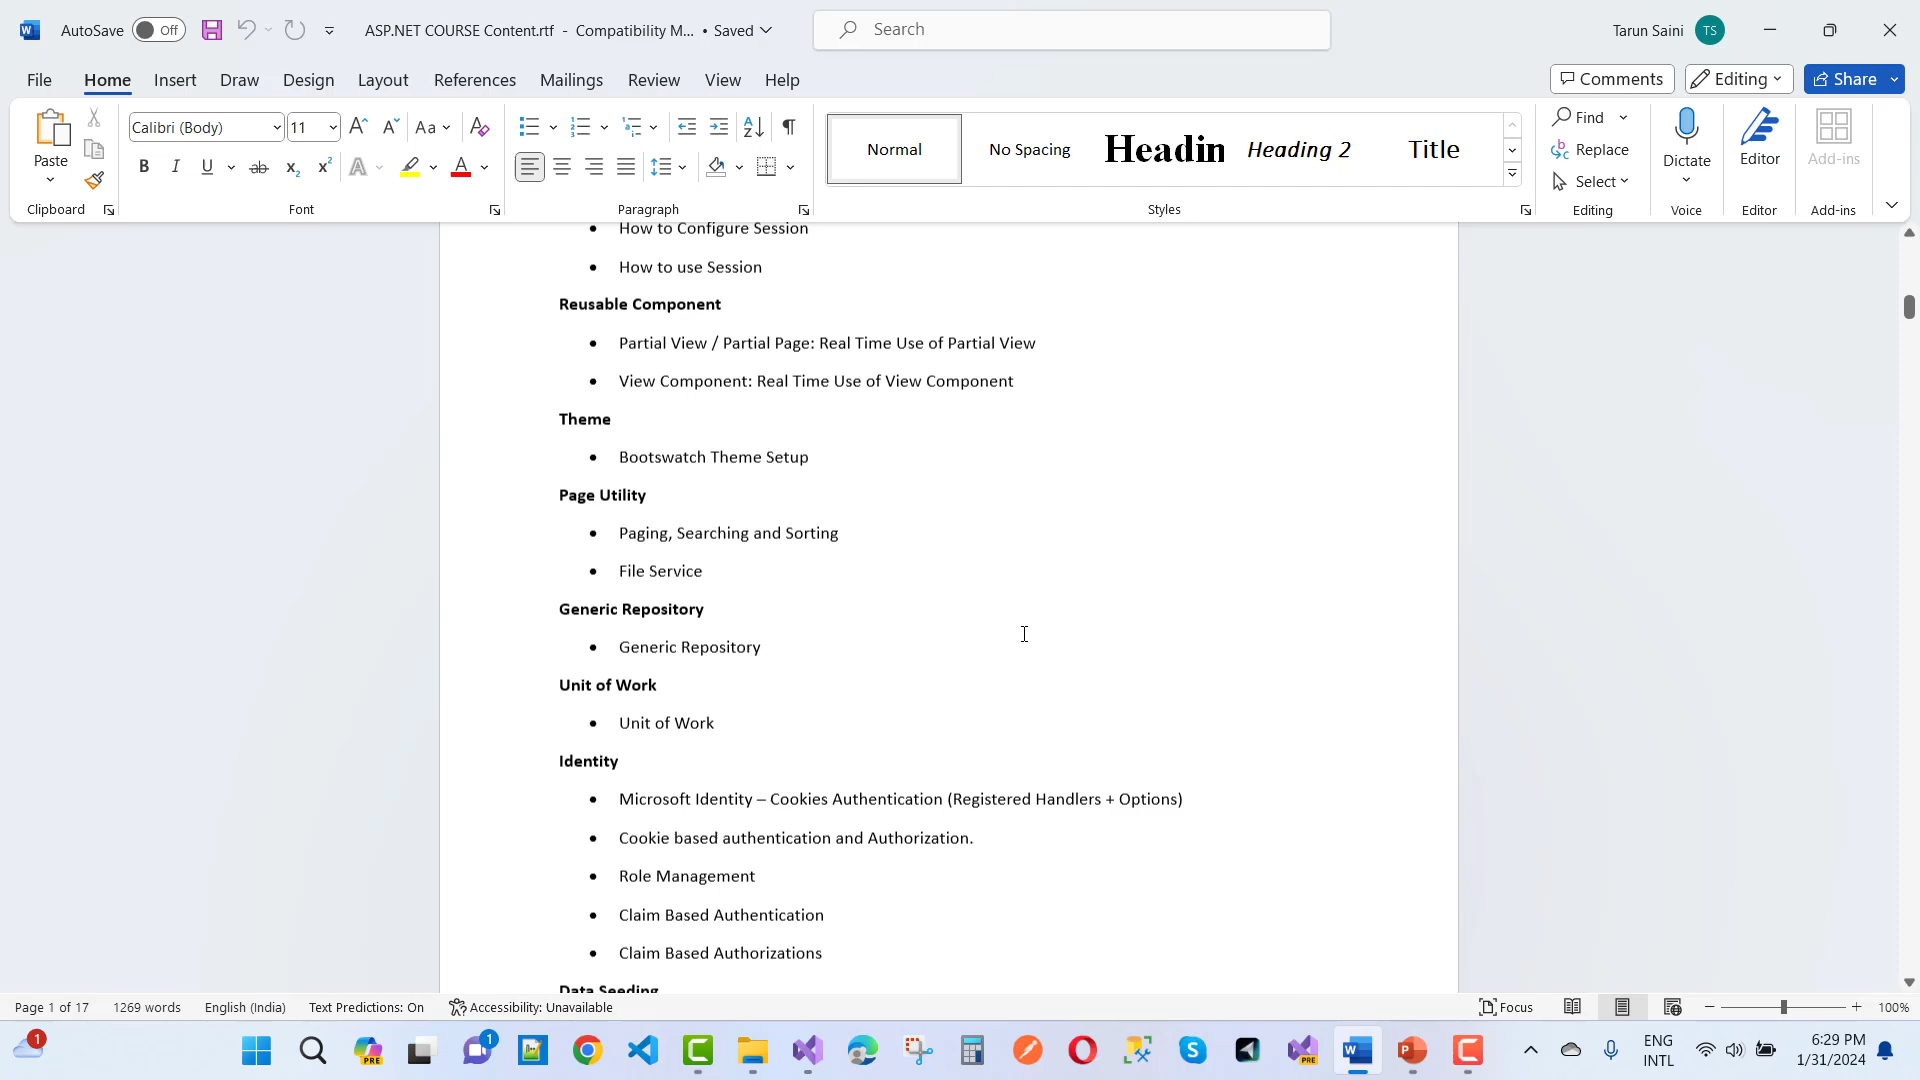 AutoSave Off ASP.NET COURSE Content.rtf - Compatibility M... • Saved Search Tarun Saini TS
File Home Insert Draw Design Layout References Mailings Review View Help Comments Editing Share
Calibri (Body) 11 Aa
Paste
Normal No Spacing Headin Heading 2 Title
Find
Replace
Select
Dictate Editor Add-ins
Clipboard Font Paragraph Styles Editing Voice Editor Add-ins
• How to Configure Session
• How to use Session
Reusable Component
• Partial View / Partial Page: Real Time Use of Partial View
• View Component: Real Time Use of View Component
Theme
• Bootswatch Theme Setup
Page Utility
• Paging, Searching and Sorting
• File Service
Generic Repository
• Generic Repository
Unit of Work
• Unit of Work
Identity
• Microsoft Identity – Cookies Authentication (Registered Handlers + Options)
• Cookie based authentication and Authorization.
• Role Management
• Claim Based Authentication
• Claim Based Authorizations
Data Seeding
Page 1 of 17 1269 words English (India) Text Predictions: On Accessibility: Unavailable Focus 100%
1 PRE 1 PRE ENG INTL 6:29 PM
1/31/2024